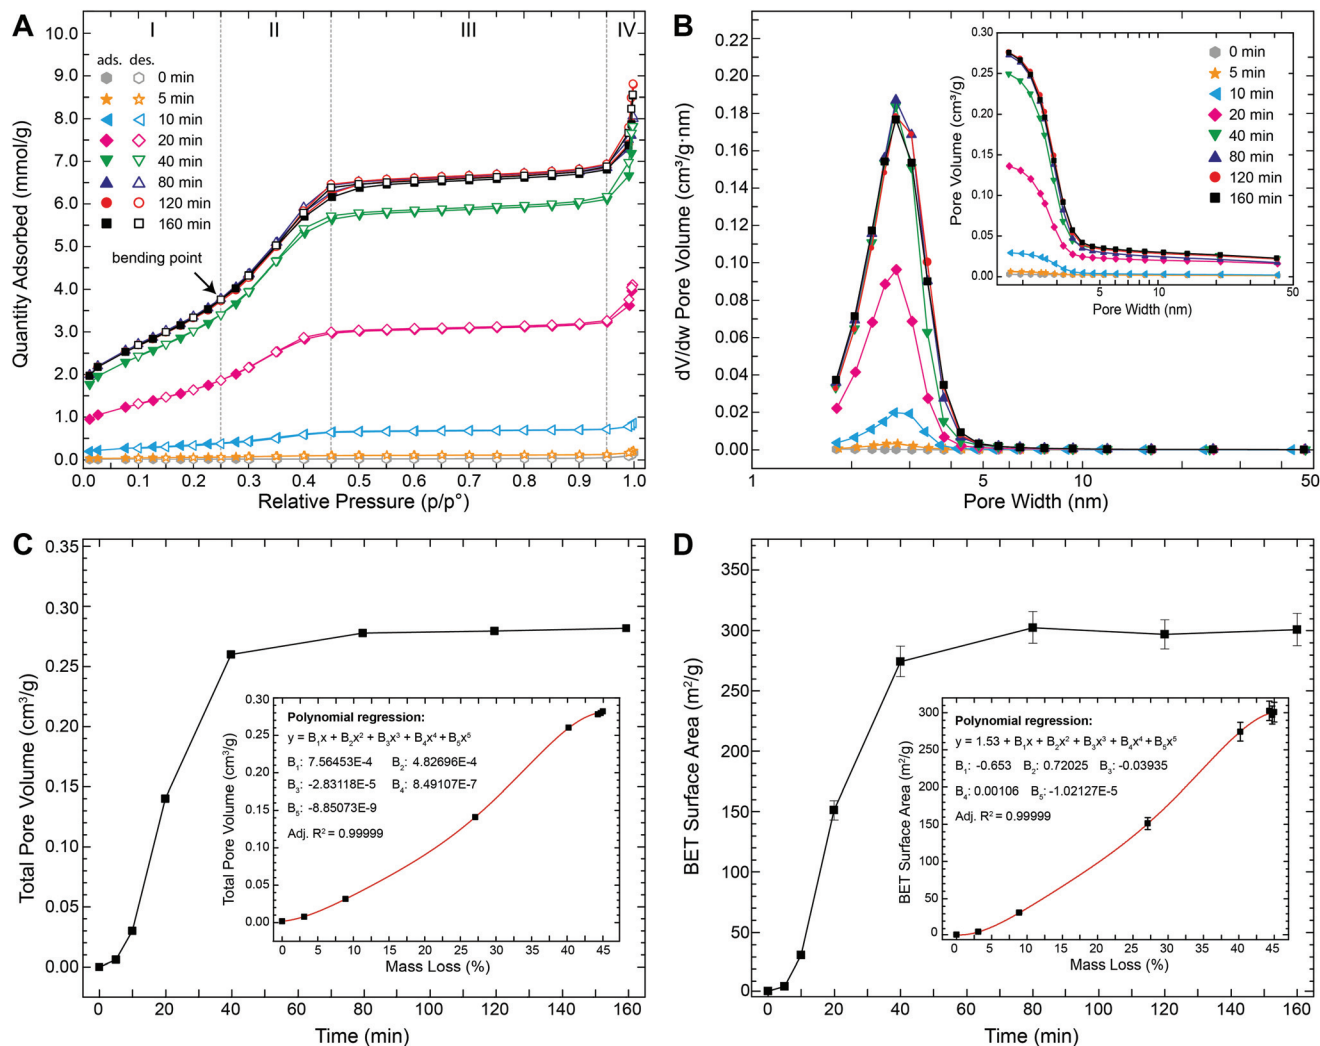 A
I II III IV
10.0
9.0
8.0
7.0
6.0
5.0
4.0
3.0
2.0
1.0
0.0
Quantity Adsorbed (mmol/g)
ads. des.
0 min
5 min
10 min
20 min
40 min
80 min
120 min
160 min
bending point
0.0 0.1 0.2 0.3 0.4 0.5 0.6 0.7 0.8 0.9 1.0
Relative Pressure (p/p°)
B
0.22
0.20
0.18
0.16
0.14
0.12
0.10
0.08
0.06
0.04
0.02
0.00
dV/dw Pore Volume (cm³/g·nm)
1 5 10 50
Pore Width (nm)
0.30
0.25
0.20
0.15
0.10
0.05
0.00
Pore Volume (cm³/g)
0 min
5 min
10 min
20 min
40 min
80 min
120 min
160 min
5 10 50
Pore Width (nm)
C
0.35
0.30
0.25
0.20
0.15
0.10
0.05
0.00
Total Pore Volume (cm³/g)
0 20 40 60 80 100 120 140 160
Time (min)
0.30
0.25
0.20
0.15
0.10
0.05
0.00
Total Pore Volume (cm³/g)
Polynomial regression:
y = B₁x + B₂x² + B₃x³ + B₄x⁴ + B₅x⁵
B₁: 7.56453E-4 B₂: 4.82696E-4
B₃: -2.83118E-5 B₄: 8.49107E-7
B₅: -8.85073E-9
Adj. R² = 0.99999
0 5 10 15 20 25 30 35 40 45
Mass Loss (%)
D
350
300
250
200
150
100
50
0
BET Surface Area (m²/g)
0 20 40 60 80 100 120 140 160
Time (min)
300
250
200
150
100
50
0
BET Surface Area (m²/g)
Polynomial regression:
y = 1.53 + B₁x + B₂x² + B₃x³ + B₄x⁴ + B₅x⁵
B₁: -0.653 B₂: 0.72025 B₃: -0.03935
B₄: 0.00106 B₅: -1.02127E-5
Adj. R² = 0.99999
0 5 10 15 20 25 30 35 40 45
Mass Loss (%)